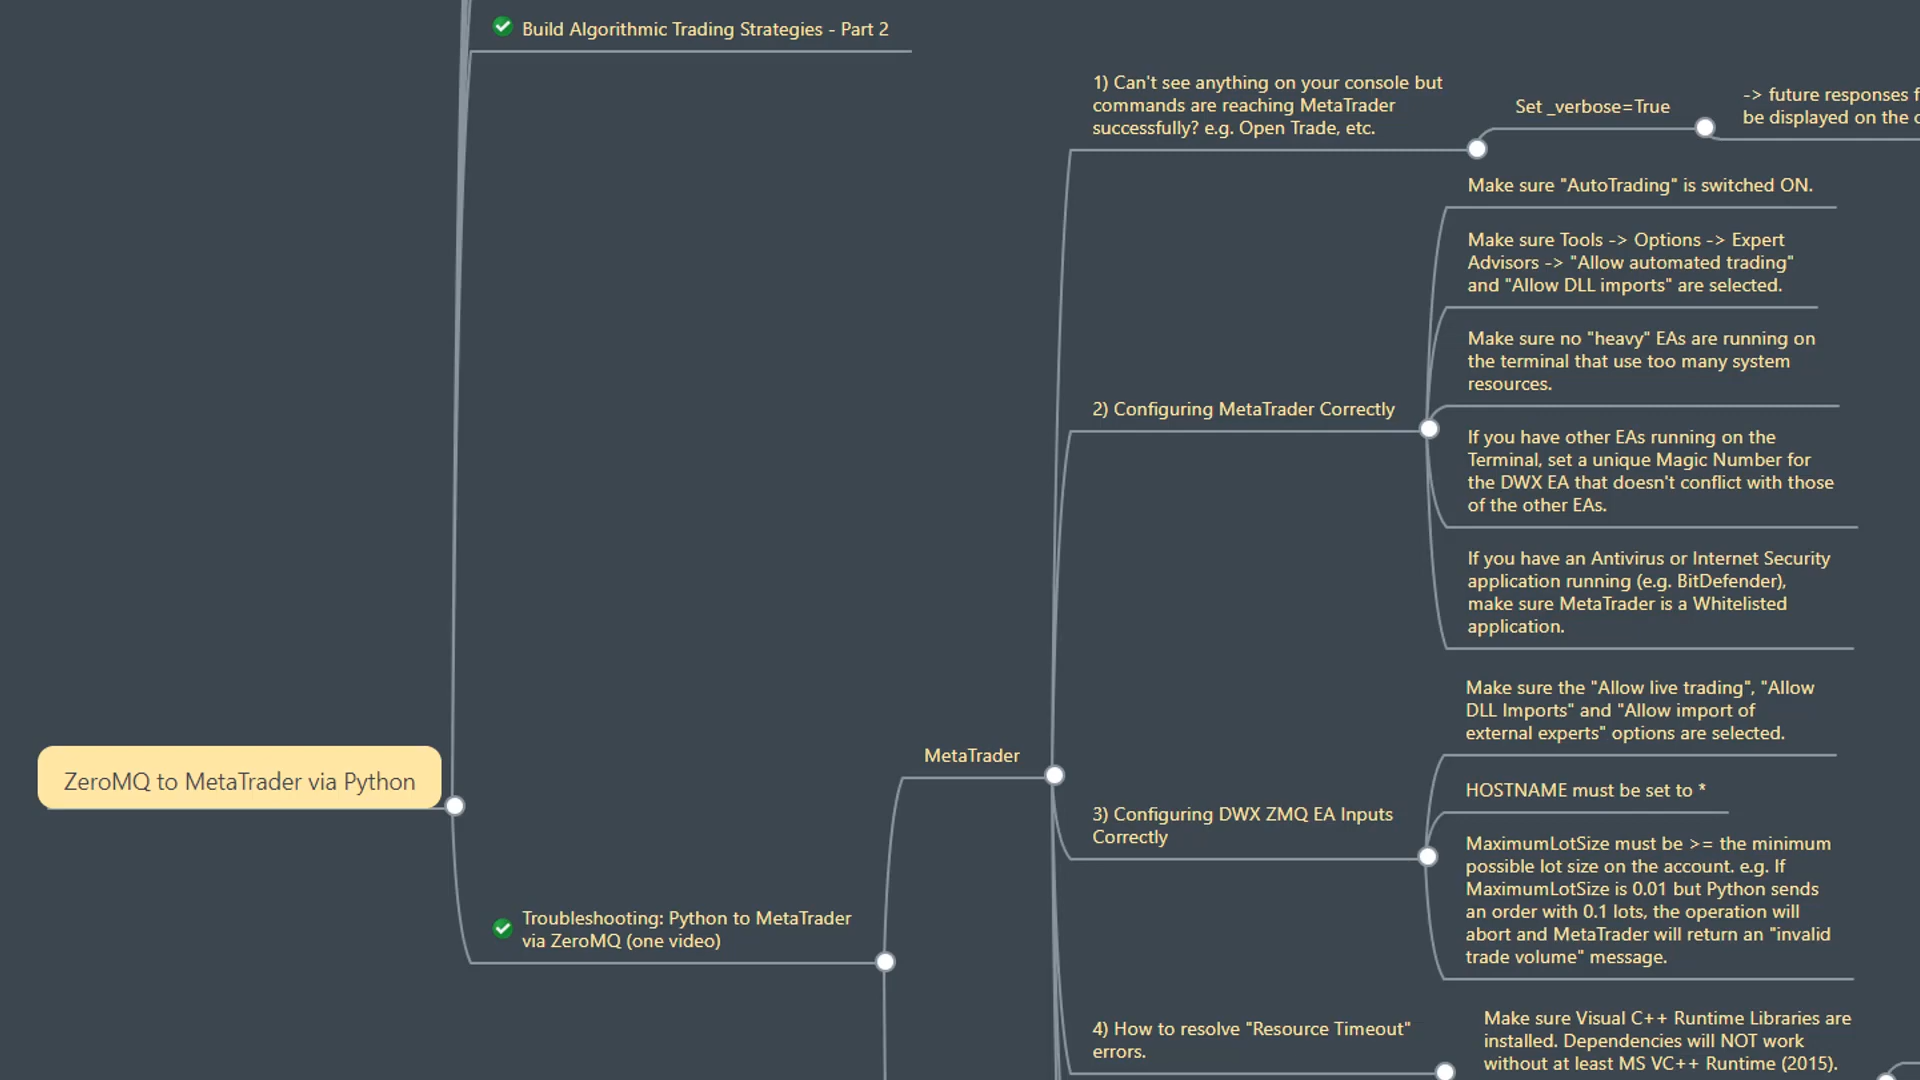 Build Algorithmic Trading Strategies - Part 2
1) Can't see anything on your console but
commands are reaching MetaTrader
successfully? e.g. Open Trade, etc.
Set _verbose=True
-> future responses
be displayed on the
Make sure "AutoTrading" is switched ON.
Make sure Tools -> Options -> Expert
Advisors -> "Allow automated trading"
and "Allow DLL imports" are selected.
Make sure no "heavy" EAs are running on
the terminal that use too many system
resources.
2) Configuring MetaTrader Correctly
If you have other EAs running on the
Terminal, set a unique Magic Number for
the DWX EA that doesn't conflict with those
of the other EAs.
If you have an Antivirus or Internet Security
application running (e.g. BitDefender),
make sure MetaTrader is a Whitelisted
application.
Make sure the "Allow live trading", "Allow
DLL Imports" and "Allow import of
external experts" options are selected.
ZeroMQ to MetaTrader via Python
MetaTrader
3) Configuring DWX ZMQ EA Inputs
Correctly
HOSTNAME must be set to *
MaximumLotSize must be >= the minimum
possible lot size on the account. e.g. If
MaximumLotSize is 0.01 but Python sends
an order with 0.1 lots, the operation will
abort and MetaTrader will return an "invalid
trade volume" message.
Troubleshooting: Python to MetaTrader
via ZeroMQ (one video)
4) How to resolve "Resource Timeout"
errors.
Make sure Visual C++ Runtime Libraries are
installed. Dependencies will NOT work
without at least MS VC++ Runtime (2015).